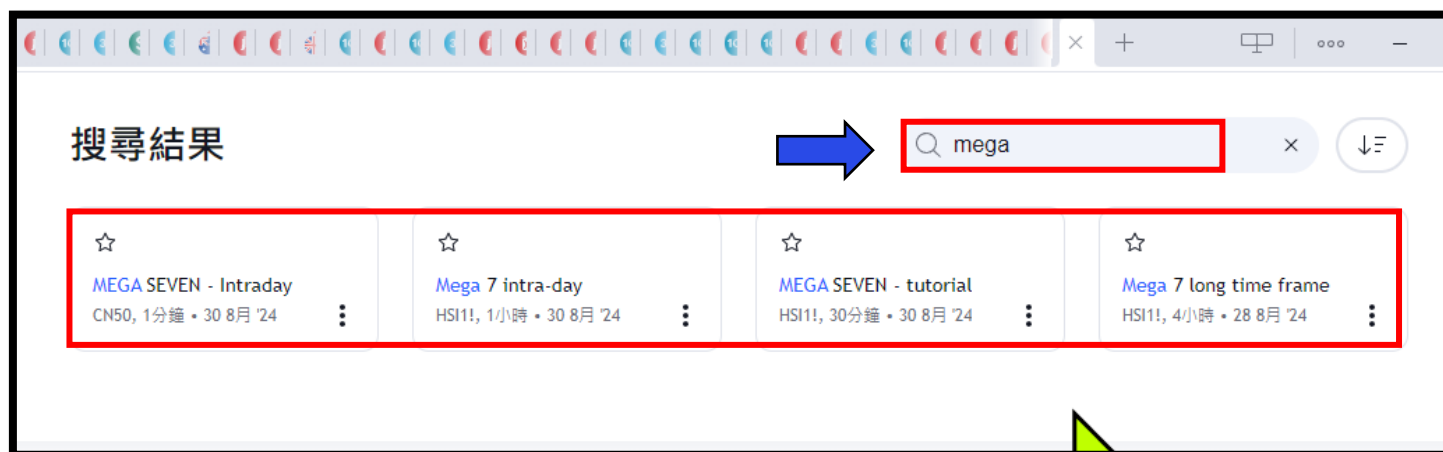 搜尋結果
mega
MEGA SEVEN - Intraday
CN50, 1分鐘 • 30 8月 '24
Mega 7 intra-day
HSI1!, 1小時 • 30 8月 '24
MEGA SEVEN - tutorial
HSI1!, 30分鐘 • 30 8月 '24
Mega 7 long time frame
HSI1!, 4小時 • 28 8月 '24